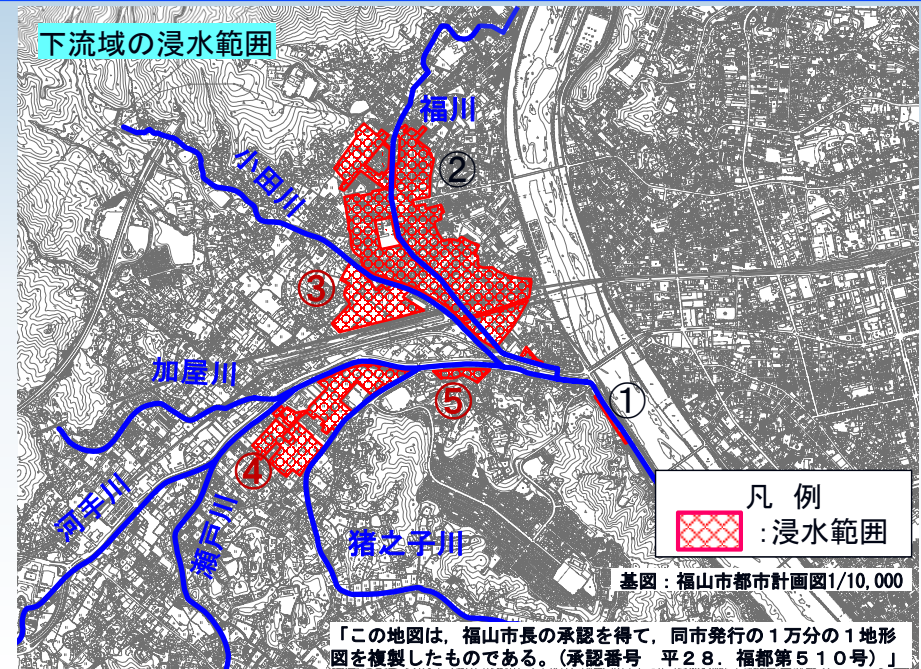 下流域の浸水範囲
福川
②
小田川
③
加屋川
①
⑤
④
河手川
瀬戸川
猪之子川
凡 例
:浸水範囲
基図:福山市都市計画図1/10,000
「この地図は,福山市長の承認を得て,同市発行の1万分の1地形
図を複製したものである。(承認番号 平28,福都第510号)」